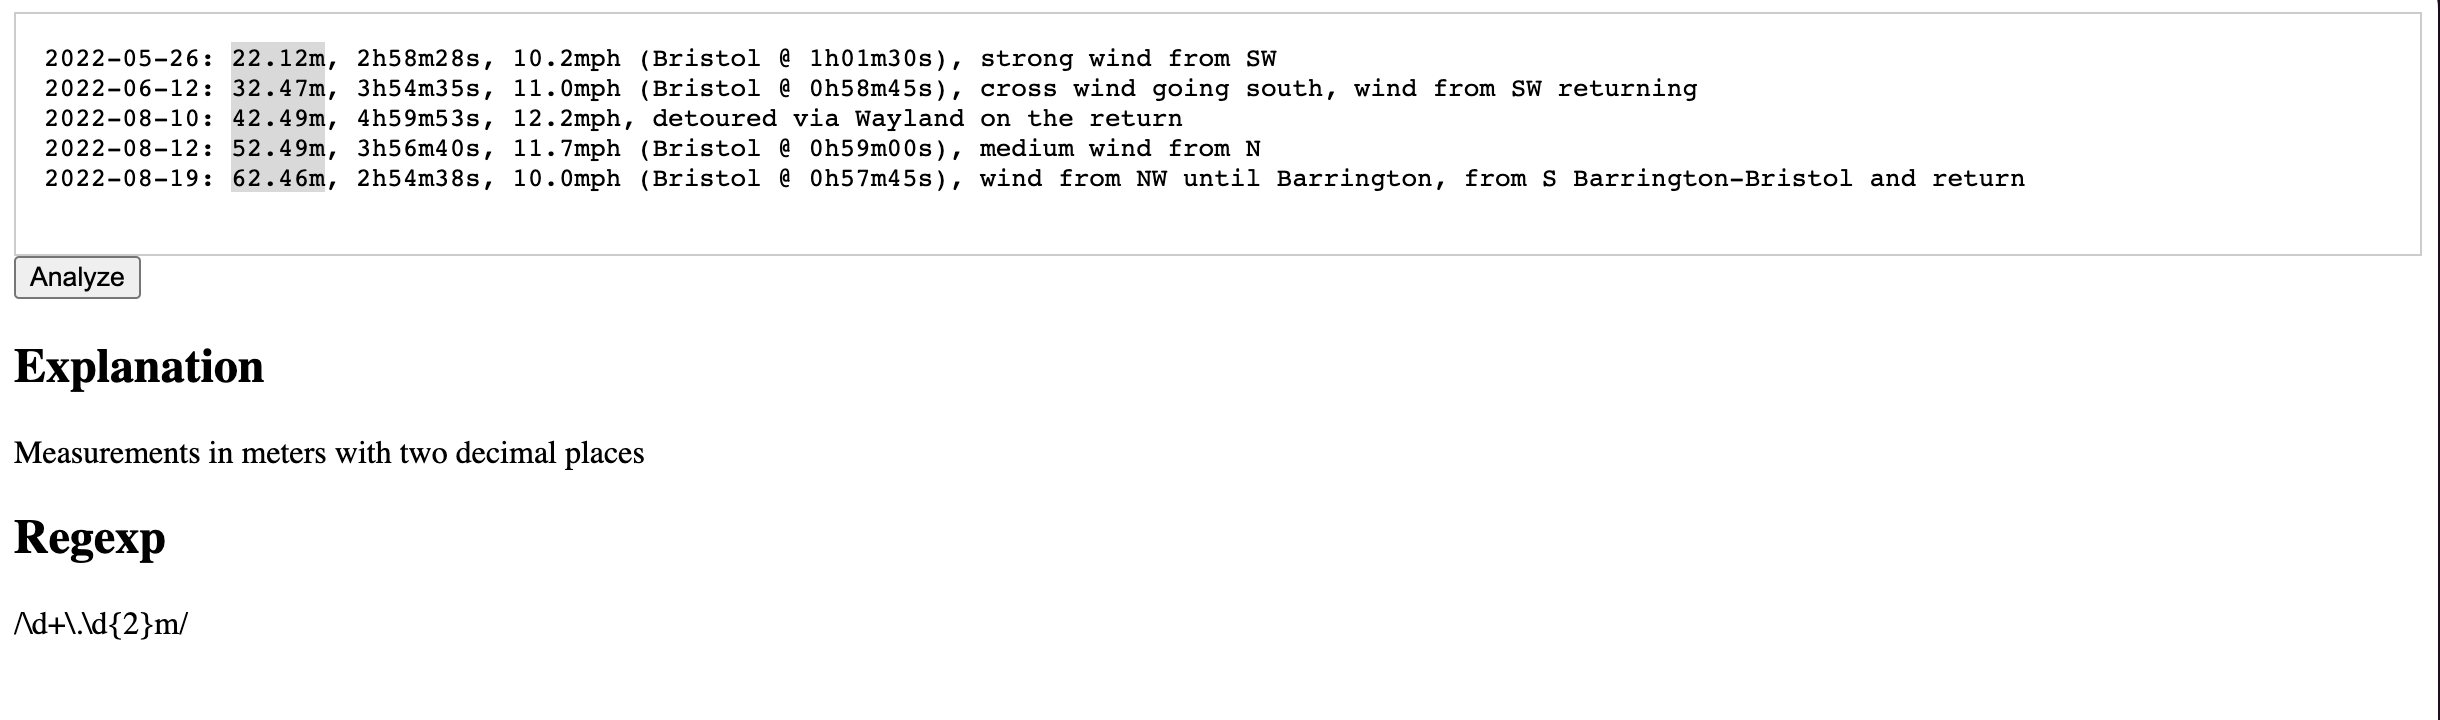 2022-05-26: 22.12m, 2h58m28s, 10.2mph (Bristol @ 1h01m30s), strong wind from SW
2022-06-12: 32.47m, 3h54m35s, 11.0mph (Bristol @ 0h58m45s), cross wind going south, wind from SW returning
2022-08-10: 42.49m, 4h59m53s, 12.2mph, detoured via Wayland on the return
2022-08-12: 52.49m, 3h56m40s, 11.7mph (Bristol @ 0h59m00s), medium wind from N
2022-08-19: 62.46m, 2h54m38s, 10.0mph (Bristol @ 0h57m45s), wind from NW until Barrington, from S Barrington-Bristol and return
Analyze
Explanation
Measurements in meters with two decimal places
Regexp
/\d+\.\d{2}m/